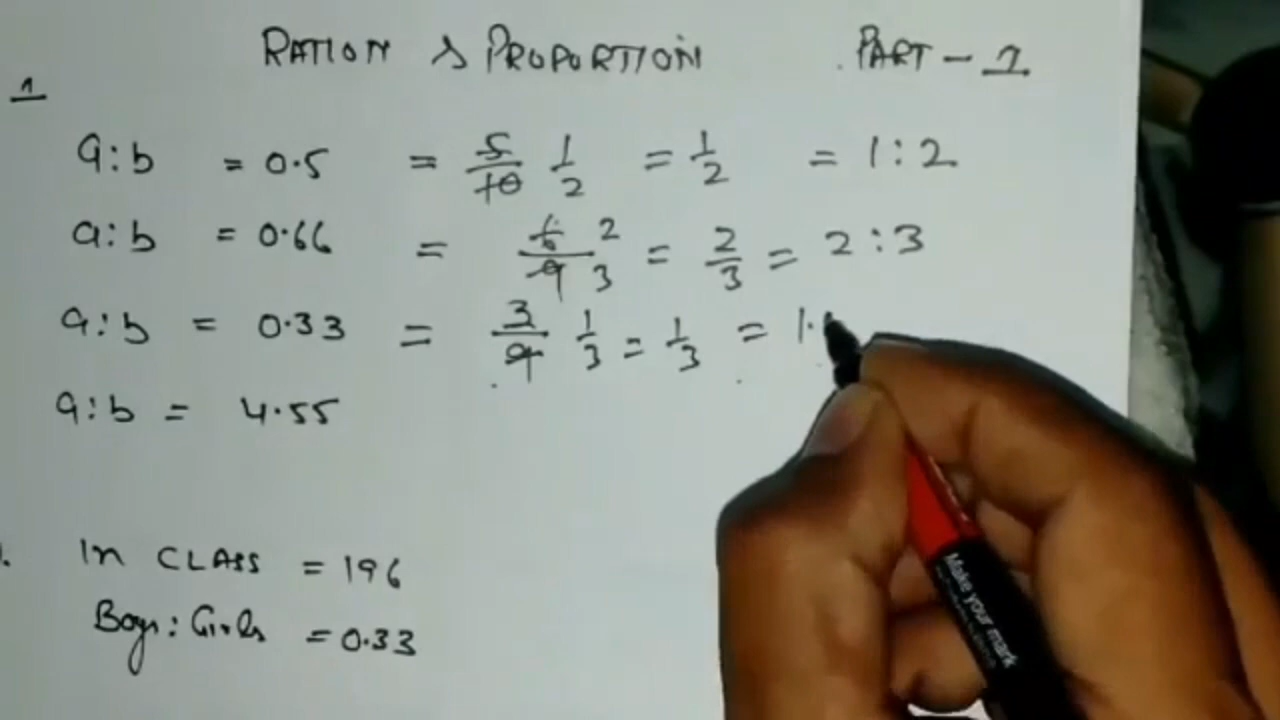 RATION & PROPORTION PART - 1
1
a:b = 0.5 = 5/10 1/2 = 1/2 = 1:2
a:b = 0.66 = 6/9 2/3 = 2/3 = 2:3
a:b = 0.33 = 3/9 1/3 = 1/3 = 1:
a:b = 4.55
In CLASS = 196
Boys: Girls = 0.33
Make your mark